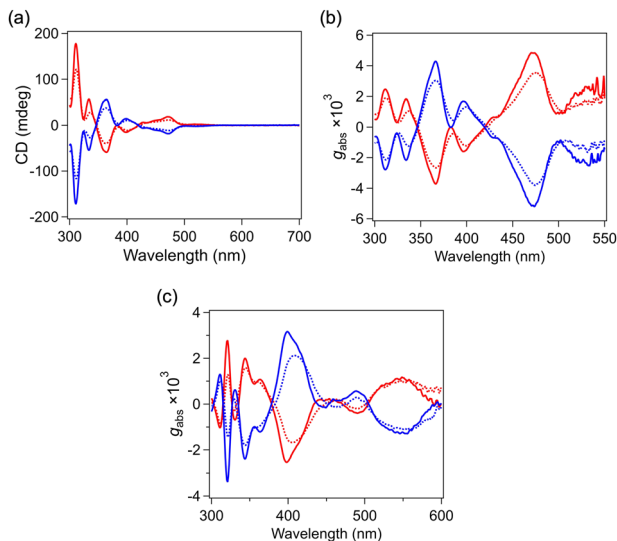 (a)
200
100
0
-100
-200
CD (mdeg)
300 400 500 600 700
Wavelength (nm)
(b)
6
4
2
0
-2
-4
-6
gabs ×10³
300 350 400 450 500 550
Wavelength (nm)
(c)
4
2
0
-2
-4
gabs ×10³
300 400 500 600
Wavelength (nm)